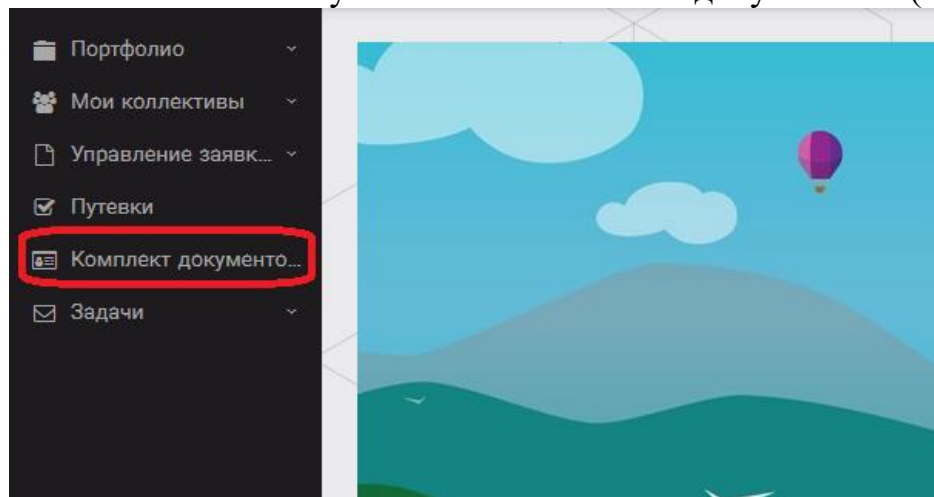 Портфолио
Мои коллективы
Управление заявк...
Путевки
Комплект документо...
Задачи